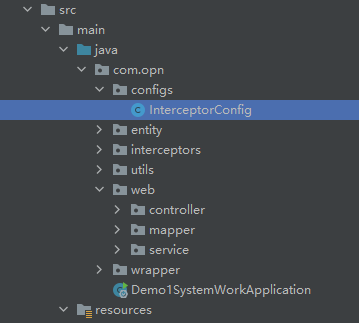 src
main
java
com.opn
configs
InterceptorConfig
entity
interceptors
utils
web
controller
mapper
service
wrapper
Demo1SystemWorkApplication
resources